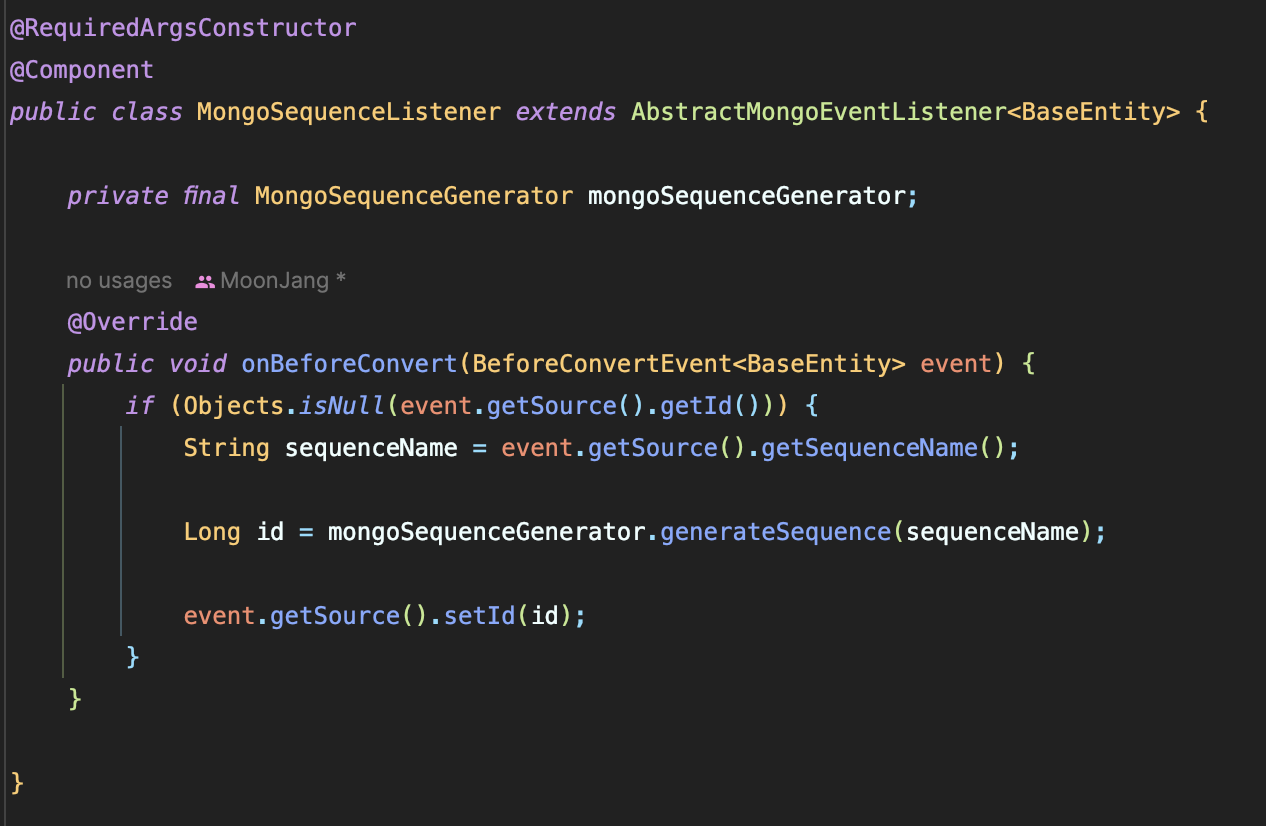 @RequiredArgsConstructor
@Component
public class MongoSequenceListener extends AbstractMongoEventListener<BaseEntity> {
private final MongoSequenceGenerator mongoSequenceGenerator;
no usages MoonJang *
@Override
public void onBeforeConvert(BeforeConvertEvent<BaseEntity> event) {
if (Objects.isNull(event.getSource().getId())) {
String sequenceName = event.getSource().getSequenceName();
Long id = mongoSequenceGenerator.generateSequence(sequenceName);
event.getSource().setId(id);
}
}
}